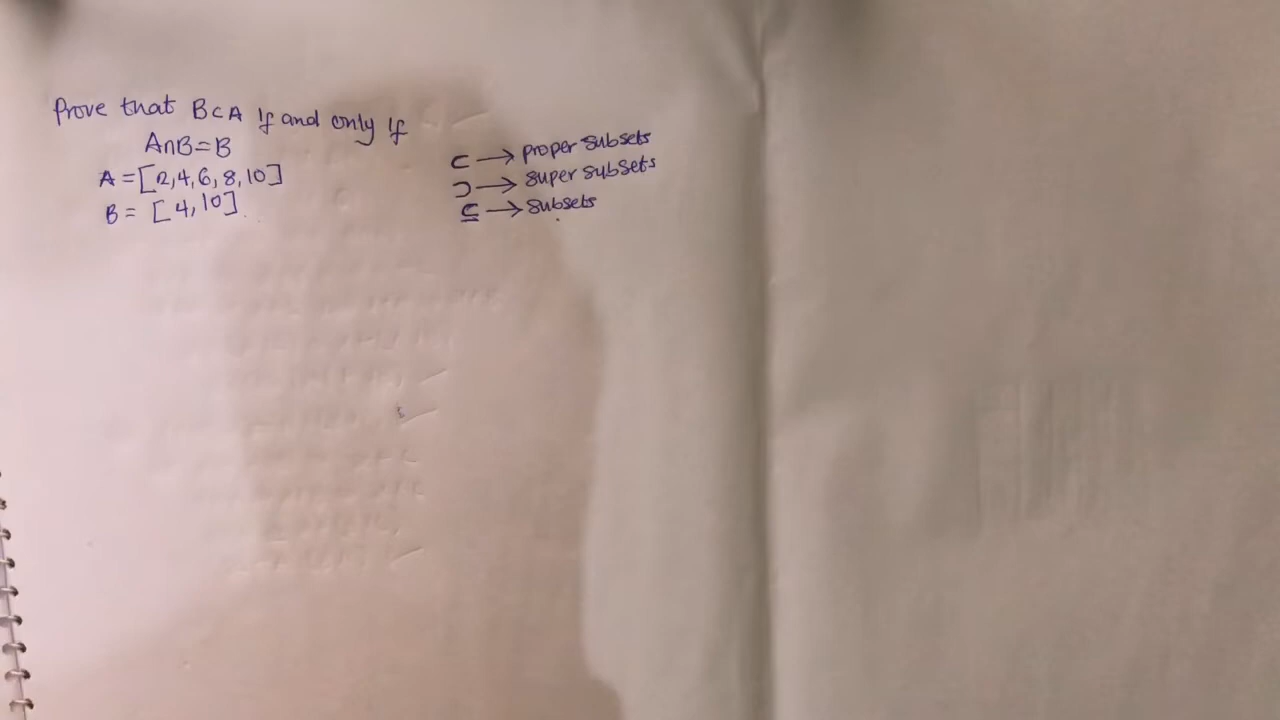 Prove that B⊂A If and only If
A∩B=B
A=[2,4,6,8,10]
B= [4,10]
⊂→proper subsets
⊃→super subsets
⊆→subsets